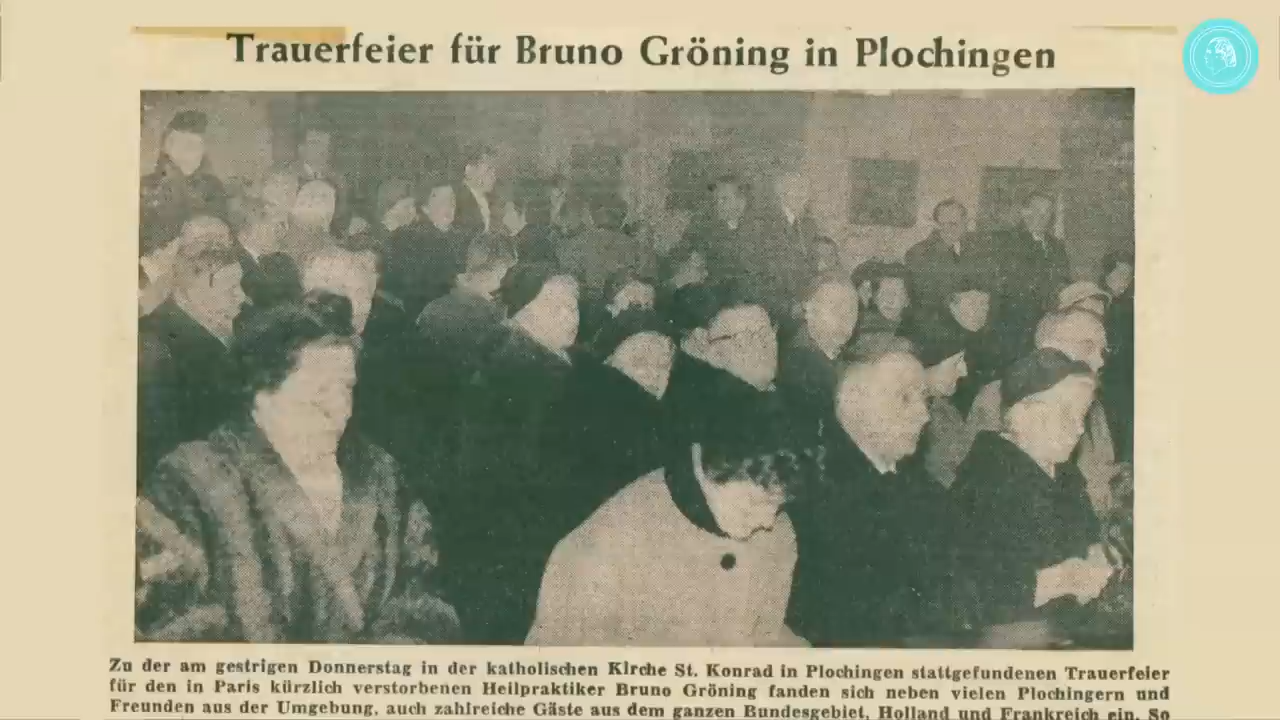 Trauerfeier für Bruno Gröning in Plochingen
Zu der am gestrigen Donnerstag in der katholischen KIrche St. Konrad in Plochingen stattgefundenen Trauerfeier
für den in Paris kürzlich verstorbenen Heilpraktiker Bruno Gröning fanden sich neben vielen Plochingern und
Freunden aus der Umgebung, auch zahlreiche Gäste aus dem ganzen Bundesgebiet, Holland und Frankreich ein. So